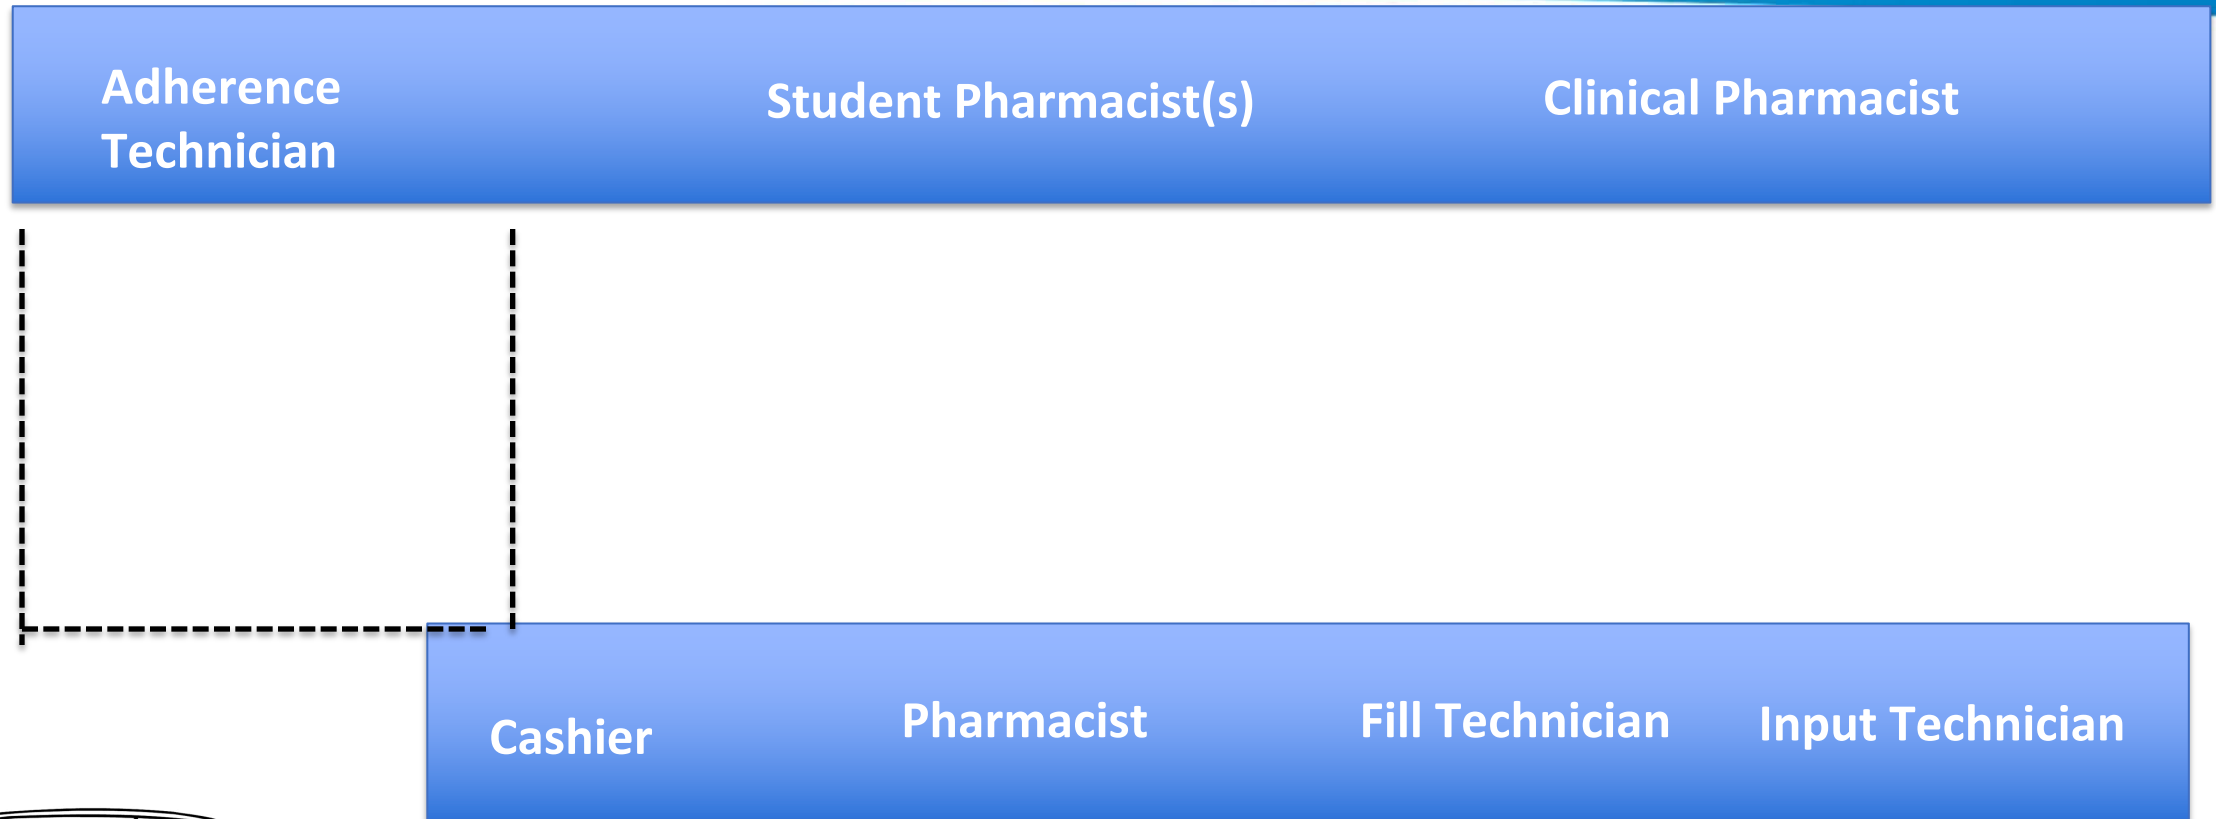 Adherence
Technician
Student Pharmacist(s)
Clinical Pharmacist
Cashier
Pharmacist
Fill Technician
Input Technician